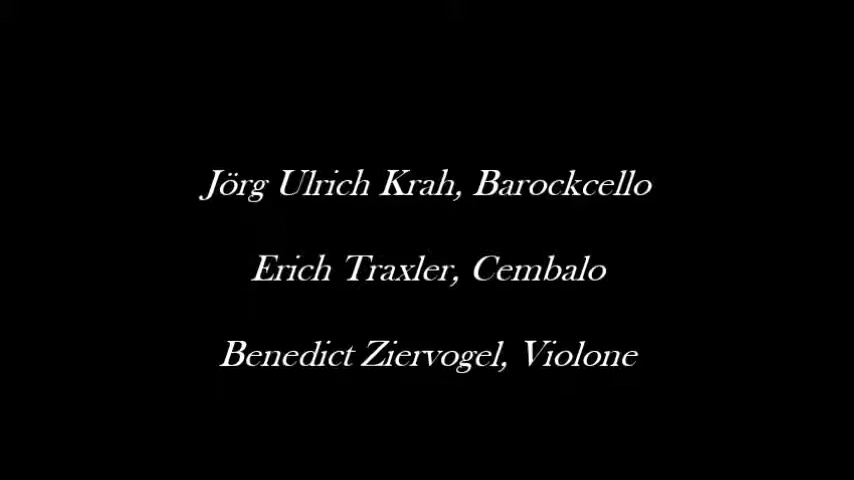 Jörg Ulrich Krah, Barockcello
Erich Traxler, Cembalo
Benedict Ziervogel, Violone